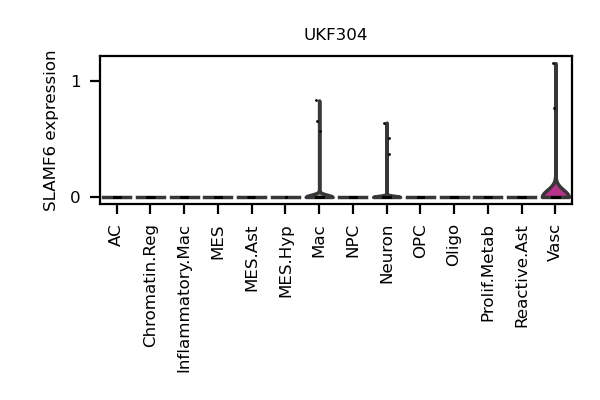 UKF304
SLAMF6 expression
1
0
AC
Chromatin.Reg
Inflammatory.Mac
MES
MES.Ast
MES.Hyp
Mac
NPC
Neuron
OPC
Oligo
Prolif.Metab
Reactive.Ast
Vasc